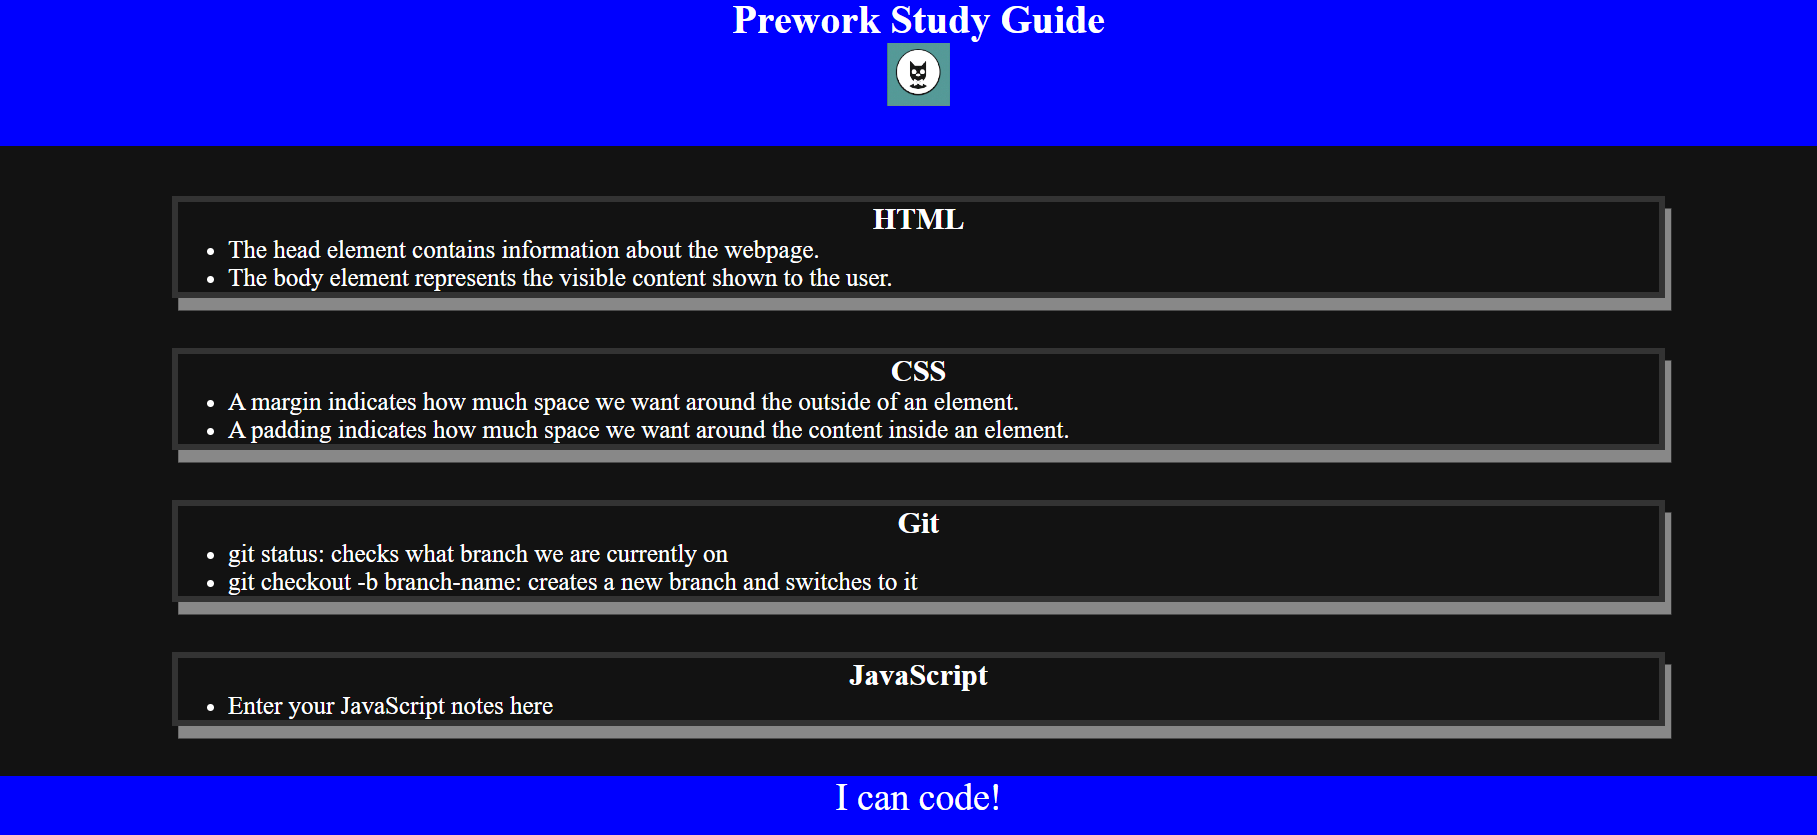 Prework Study Guide
HTML
The head element contains information about the webpage.
The body element represents the visible content shown to the user.
CSS
A margin indicates how much space we want around the outside of an element.
A padding indicates how much space we want around the content inside an element.
Git
git status: checks what branch we are currently on
git checkout -b branch-name: creates a new branch and switches to it
JavaScript
Enter your JavaScript notes here
I can code!